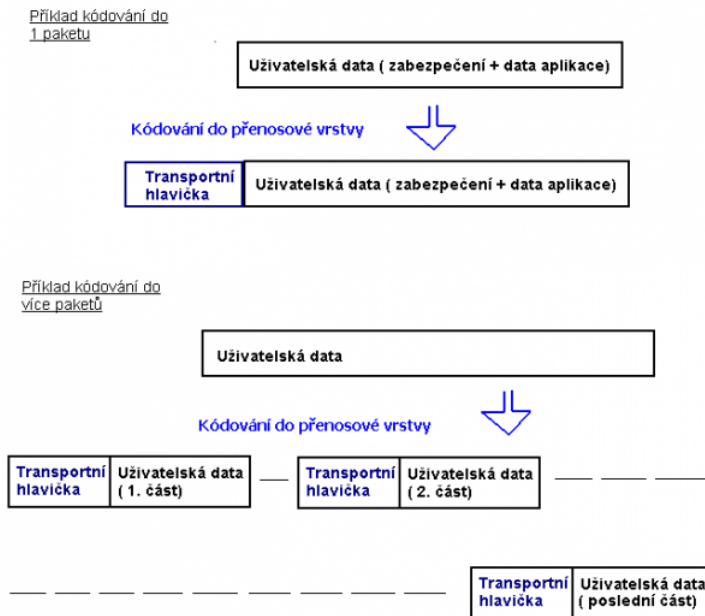 Příklad kódování do
1 paketu
Uživatelská data ( zabezpečení + data aplikace)
Kódování do přenosové vrstvy
Transportní
hlavička
Uživatelská data ( zabezpečení + data aplikace)
Příklad kódování do
více paketů
Uživatelská data
Kódování do přenosové vrstvy
Transportní
hlavička
Uživatelská data
( 1. část)
Transportní
hlavička
Uživatelská data
( 2. část)
Transportní
hlavička
Uživatelská data
( poslední část)